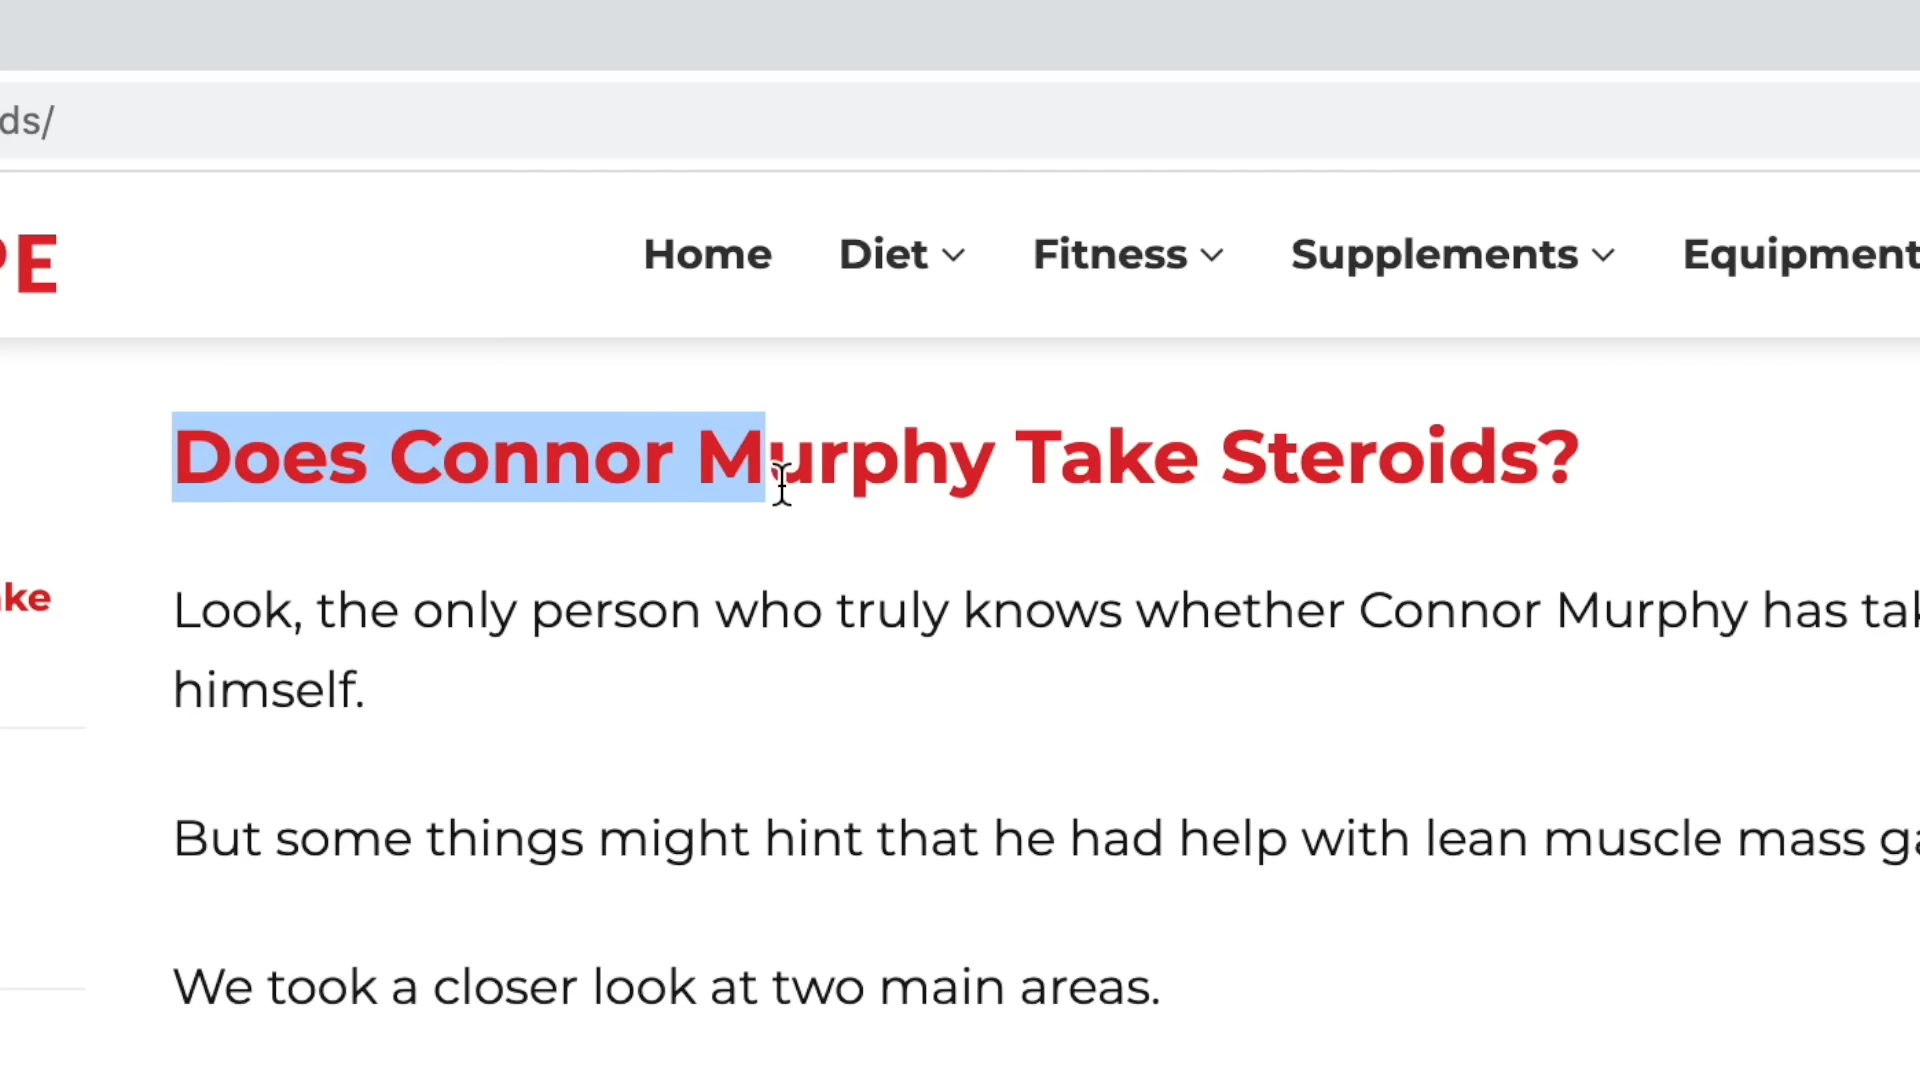 ds/
PE
Home Diet Fitness Supplements Equipment
Does Connor Murphy Take Steroids?
Look, the only person who truly knows whether Connor Murphy has
ke
himself.
But some things might hint that he had help with lean muscle mass
We took a closer look at two main areas.